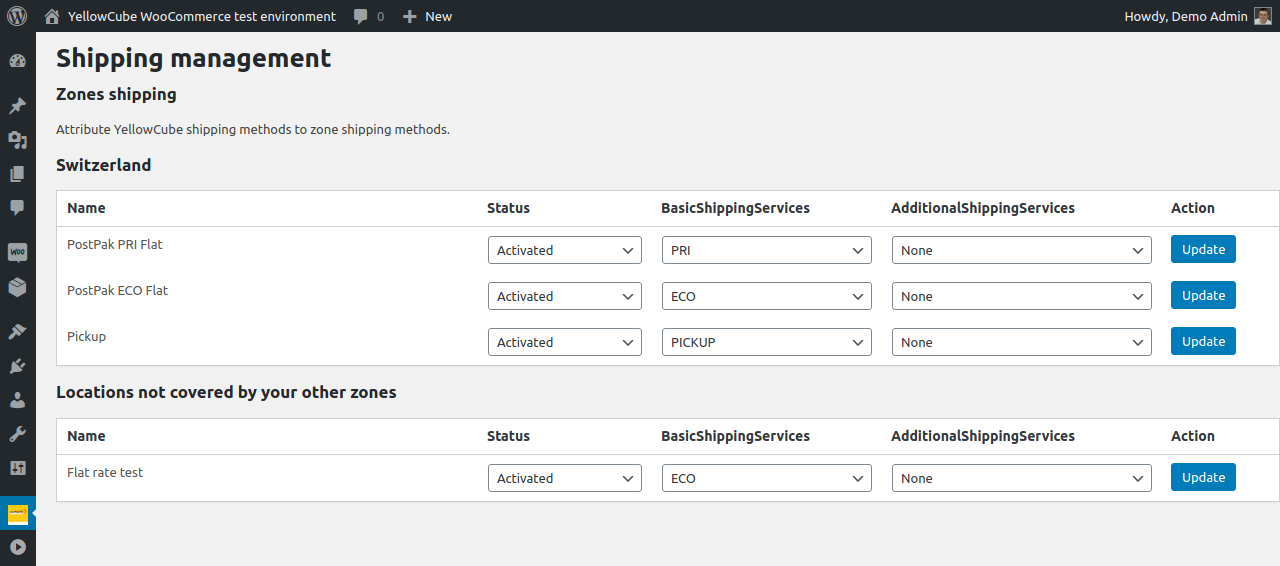 YellowCube WooCommerce test environment 0 New Howdy, Demo Admin
Shipping management
Zones shipping
Attribute YellowCube shipping methods to zone shipping methods.
Switzerland
Name Status BasicShippingServices AdditionalShippingServices Action
PostPak PRI Flat Activated PRI None Update
PostPak ECO Flat Activated ECO None Update
Woo
Pickup Activated PICKUP None Update
Locations not covered by your other zones
Name Status BasicShippingServices AdditionalShippingServices Action
Flat rate test Activated ECO None Update